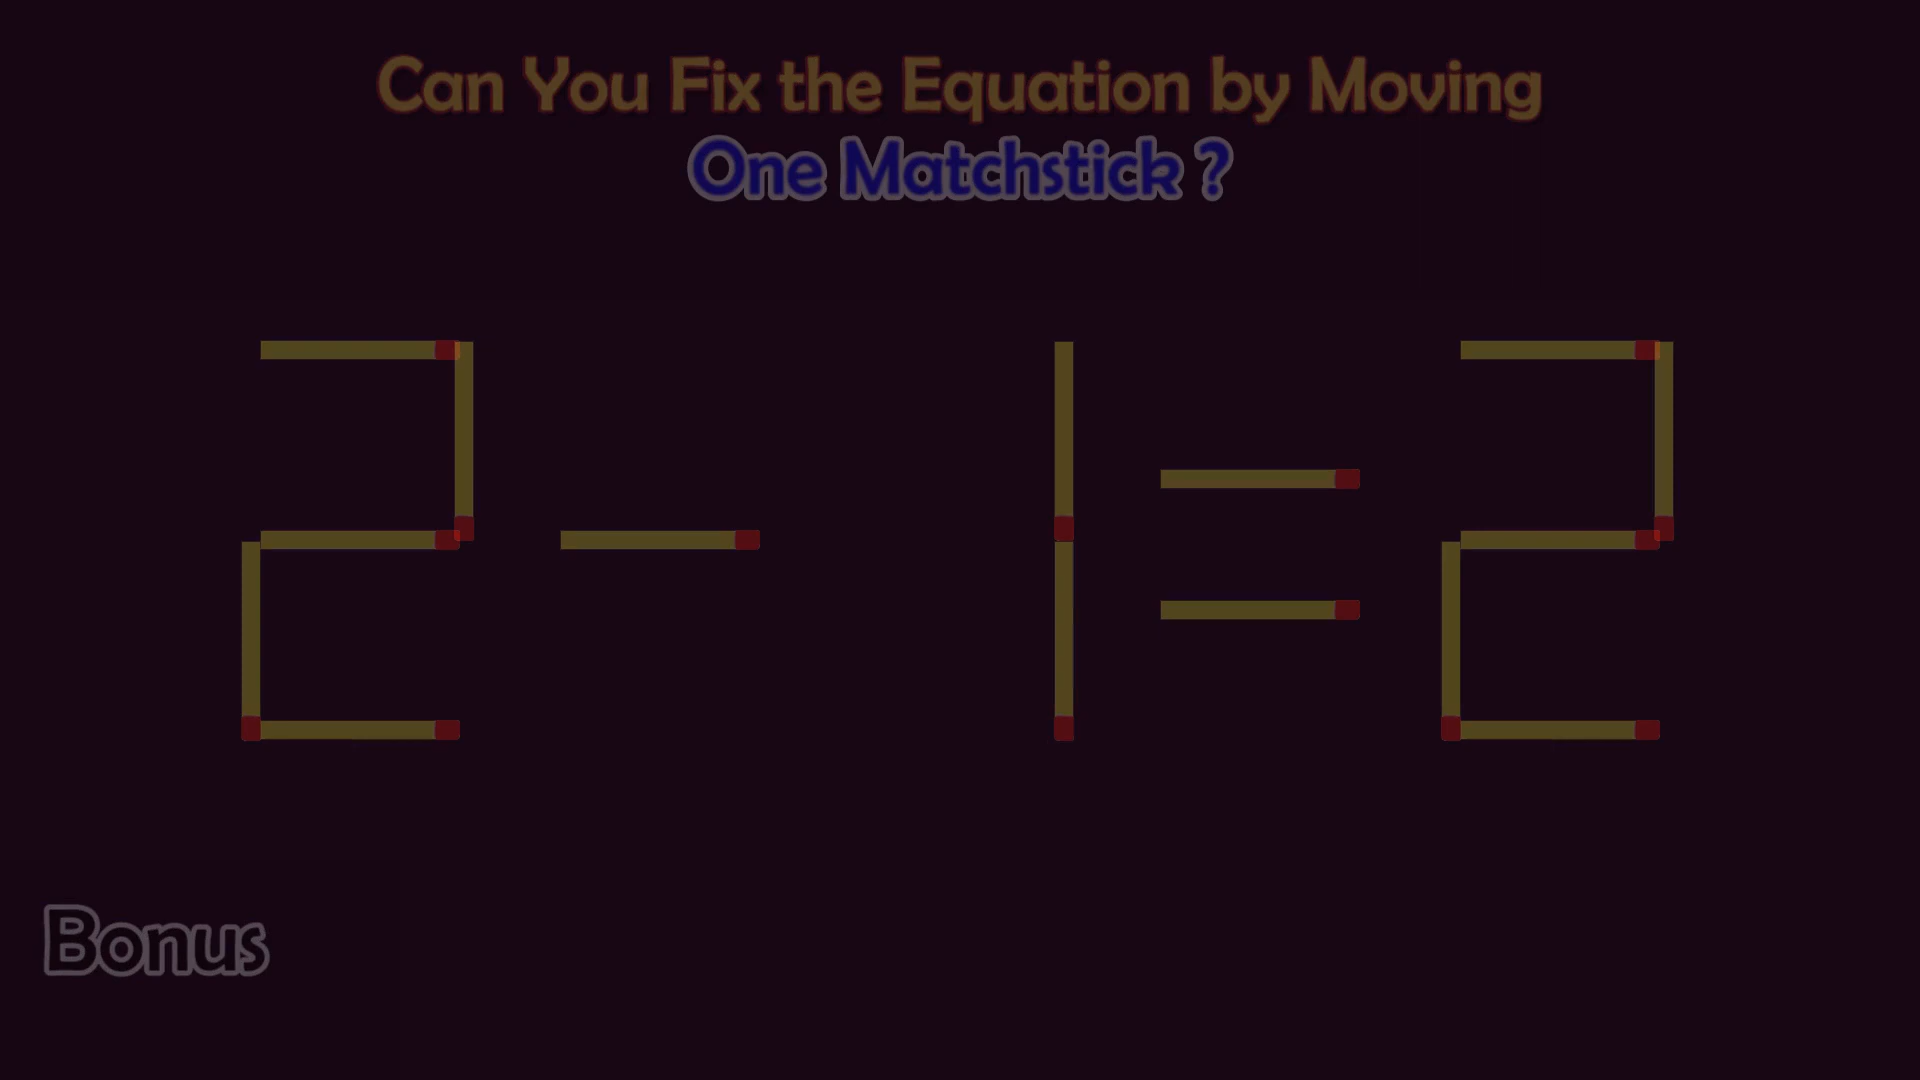 Can You Fix the Equation by Moving
One Matchstick ?
2 - 1 = 2
Bonus